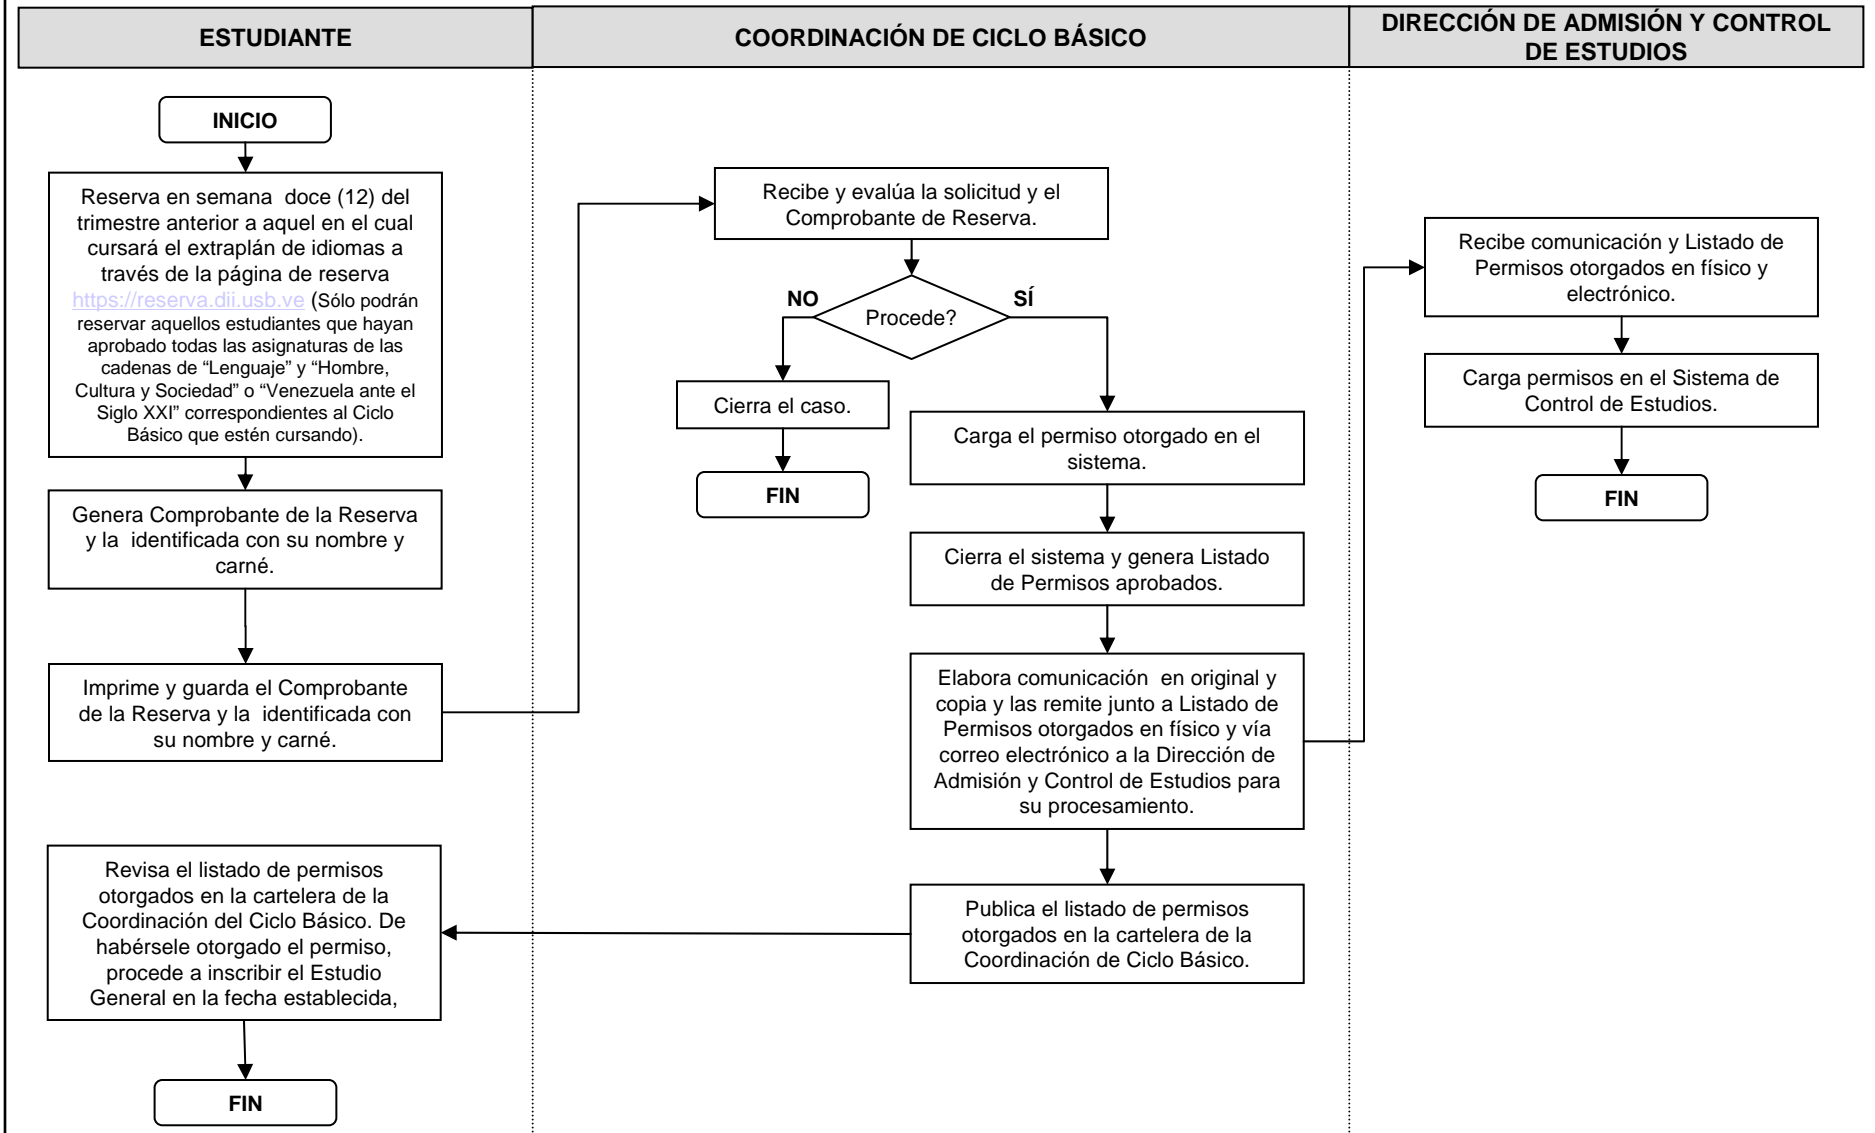 ESTUDIANTE
COORDINACIÓN DE CICLO BÁSICO
DIRECCIÓN DE ADMISIÓN Y CONTROL
DE ESTUDIOS
INICIO
Reserva en semana doce (12) del
trimestre anterior a aquel en el cual
cursará el extraplán de idiomas a
través de la página de reserva
https://reserva.dii.usb.ve (Sólo podrán
reservar aquellos estudiantes que hayan
aprobado todas las asignaturas de las
cadenas de “Lenguaje” y “Hombre,
Cultura y Sociedad” o “Venezuela ante el
Siglo XXI” correspondientes al Ciclo
Básico que estén cursando).
Genera Comprobante de la Reserva
y la identificada con su nombre y
carné.
Imprime y guarda el Comprobante
de la Reserva y la identificada con
su nombre y carné.
Recibe y evalúa la solicitud y el
Comprobante de Reserva.
Procede?
NO
SÍ
Cierra el caso.
FIN
Carga el permiso otorgado en el
sistema.
Cierra el sistema y genera Listado
de Permisos aprobados.
Elabora comunicación en original y
copia y las remite junto a Listado de
Permisos otorgados en físico y vía
correo electrónico a la Dirección de
Admisión y Control de Estudios para
su procesamiento.
Publica el listado de permisos
otorgados en la cartelera de la
Coordinación de Ciclo Básico.
Recibe comunicación y Listado de
Permisos otorgados en físico y
electrónico.
Carga permisos en el Sistema de
Control de Estudios.
FIN
Revisa el listado de permisos
otorgados en la cartelera de la
Coordinación del Ciclo Básico. De
habérsele otorgado el permiso,
procede a inscribir el Estudio
General en la fecha establecida,
FIN